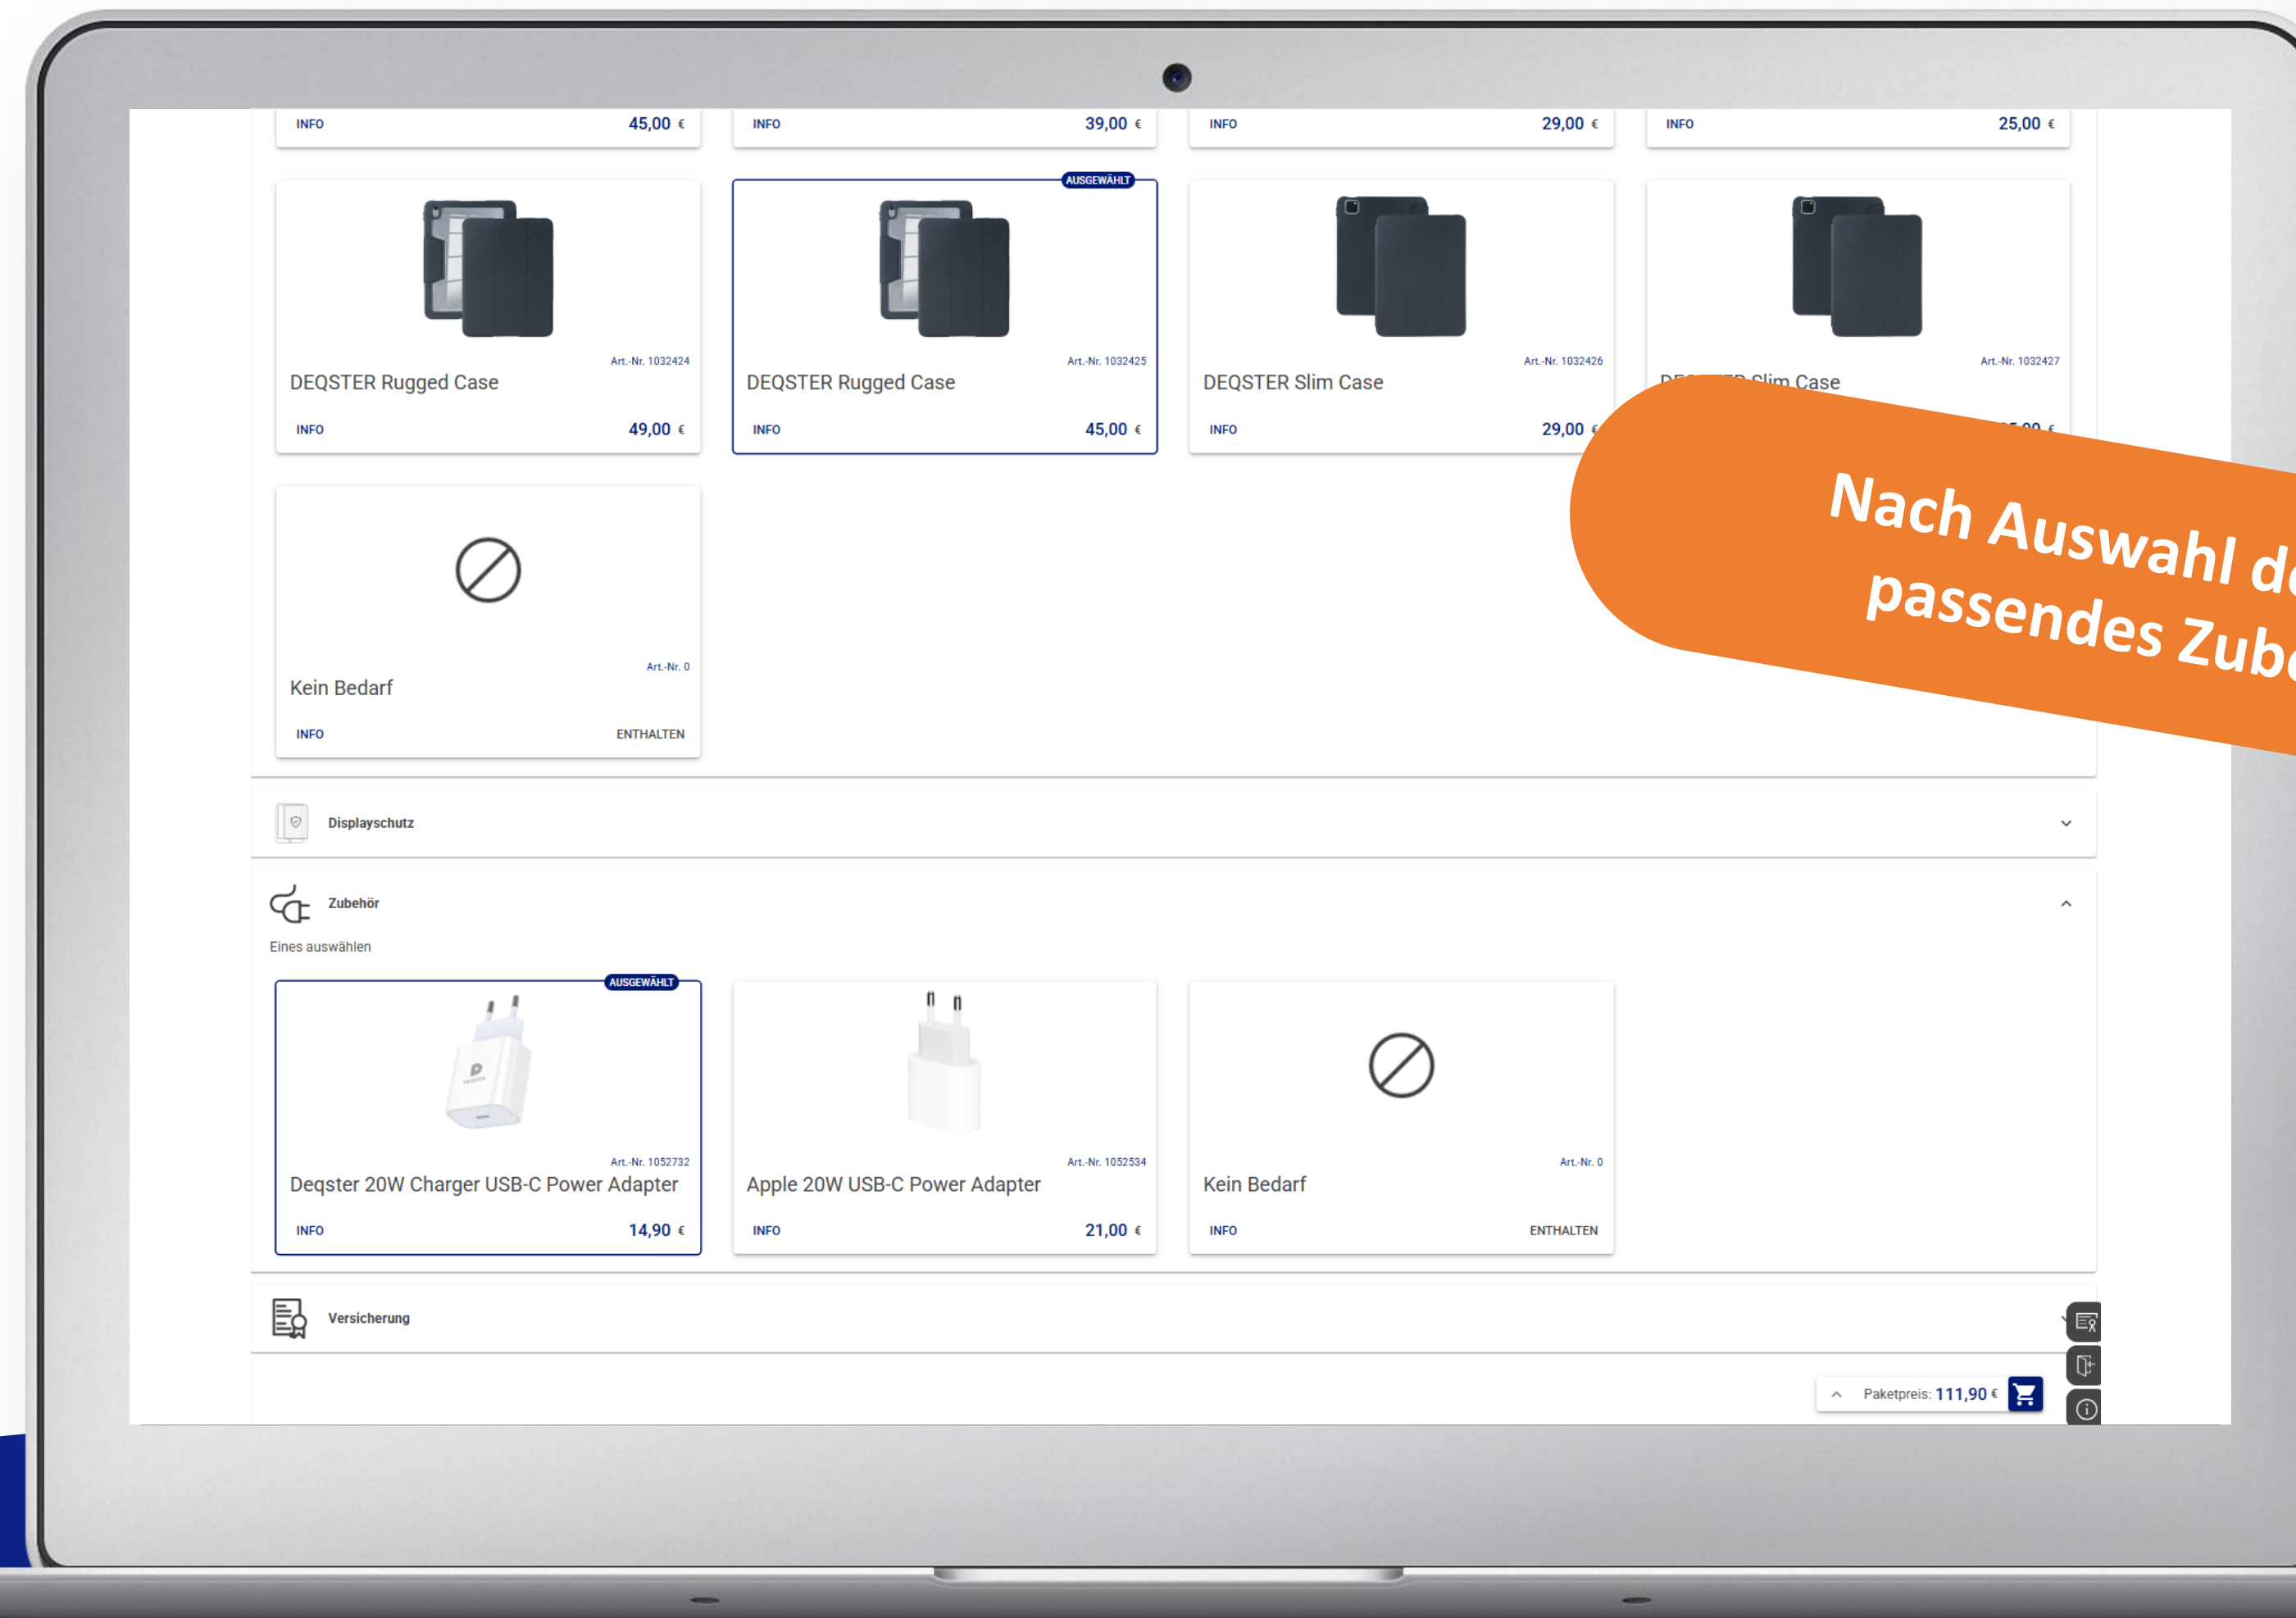 INFO 45,00 € INFO 39,00 € INFO 29,00 € INFO 25,00 €
AUSGEWÄHLT
Art.-Nr. 1032424 Art.-Nr. 1032425 Art.-Nr. 1032426 Art.-Nr. 1032427
DEQSTER Rugged Case DEQSTER Rugged Case DEQSTER Slim Case Slim Case
INFO 49,00 € INFO 45,00 € INFO 29,00 €
Nach Auswahl
passendes
Art.-Nr. 0
Kein Bedarf
INFO ENTHALTEN
Displayschutz
Zubehör
Eines auswählen
AUSGEWÄHLT
D
DEQSTER
Art.-Nr. 1052732 Art.-Nr. 1052534 Art.-Nr. 0
Deqster 20W Charger USB-C Power Adapter Apple 20W USB-C Power Adapter Kein Bedarf
INFO 14,90 € INFO 21,00 € INFO ENTHALTEN
Versicherung
Paketpreis: 111,90 €